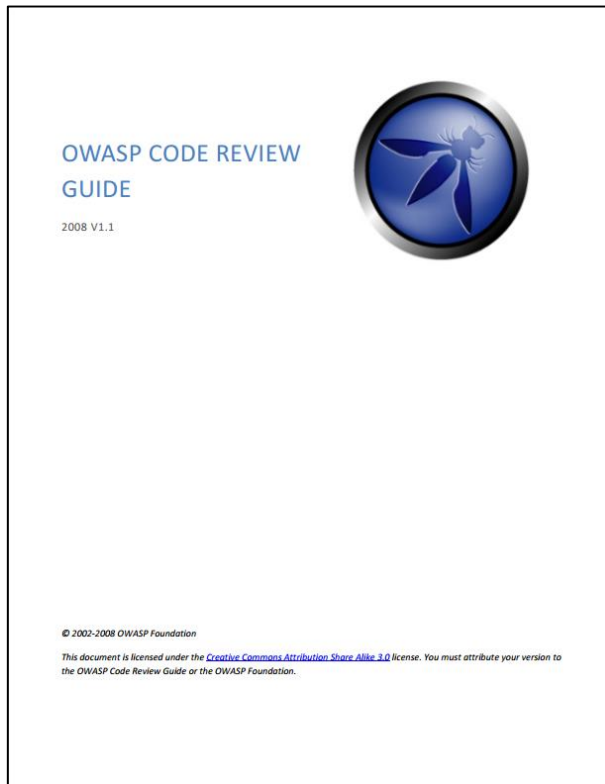 OWASP CODE REVIEW
GUIDE
2008 V1.1
© 2002-2008 OWASP Foundation
This document is licensed under the Creative Commons Attribution Share Alike 3.0 license. You must attribute your version to
the OWASP Code Review Guide or the OWASP Foundation.